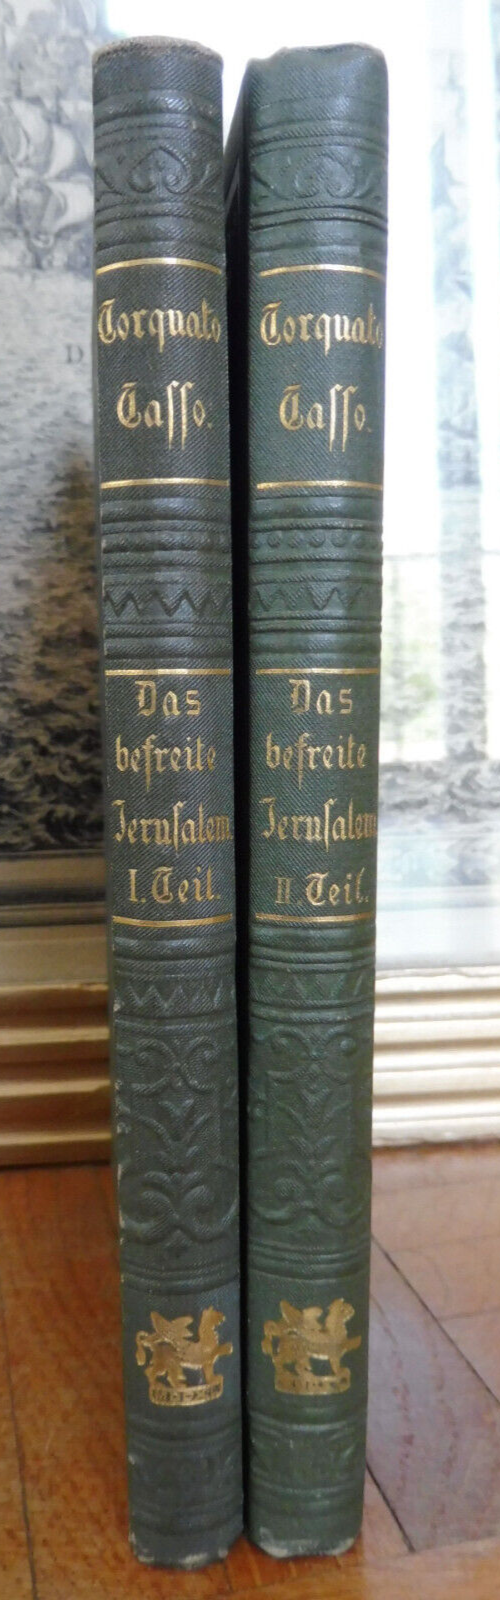 Torquato
Tasso.
Das
befreite
Jerusalem
I. Teil.
Torquato
Tasso.
Das
befreite
Jerusalem
II. Teil.
D